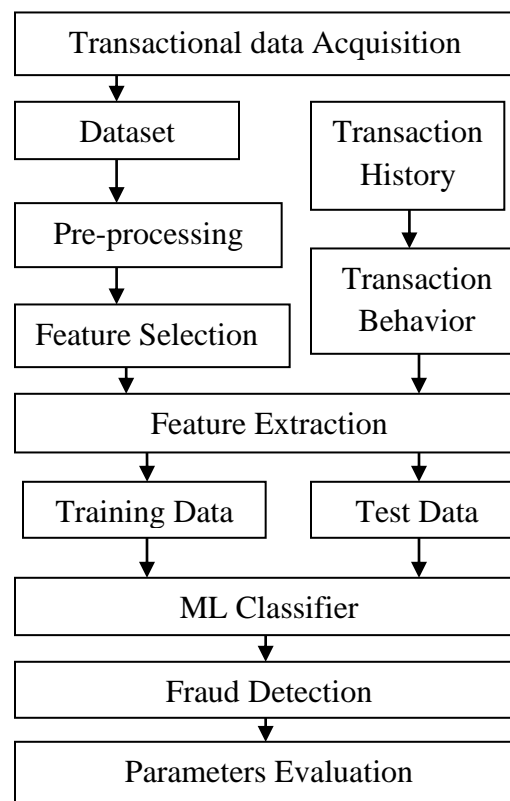 Transactional data Acquisition
Dataset
Transaction
History
Pre-processing
Transaction
Behavior
Feature Selection
Feature Extraction
Training Data
Test Data
ML Classifier
Fraud Detection
Parameters Evaluation